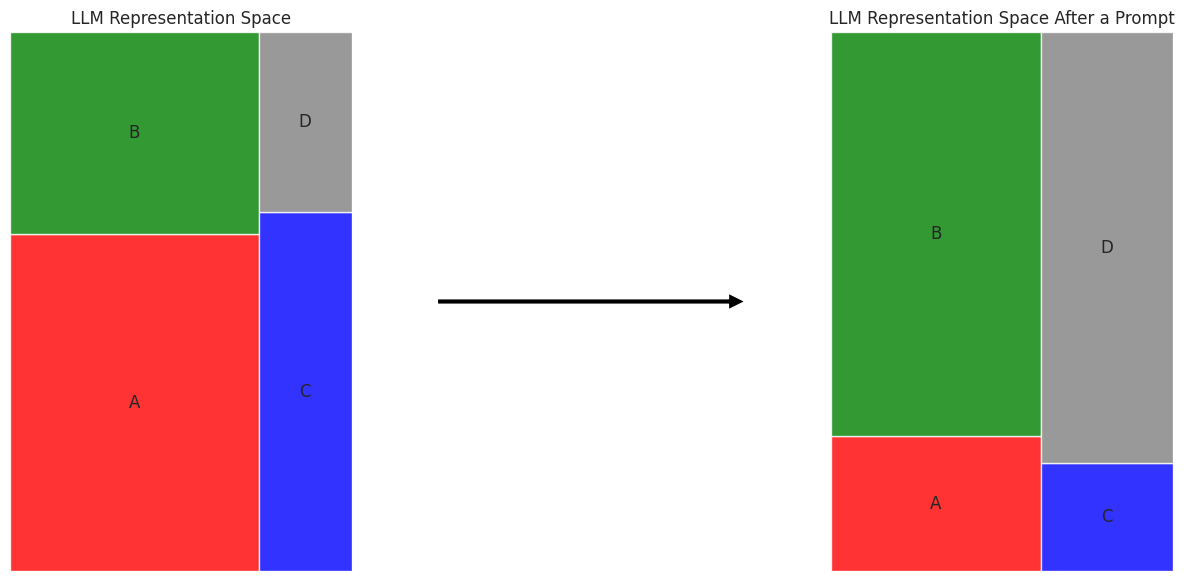 LLM Representation Space
B
D
A
C
LLM Representation Space After a Prompt
B
D
A
C